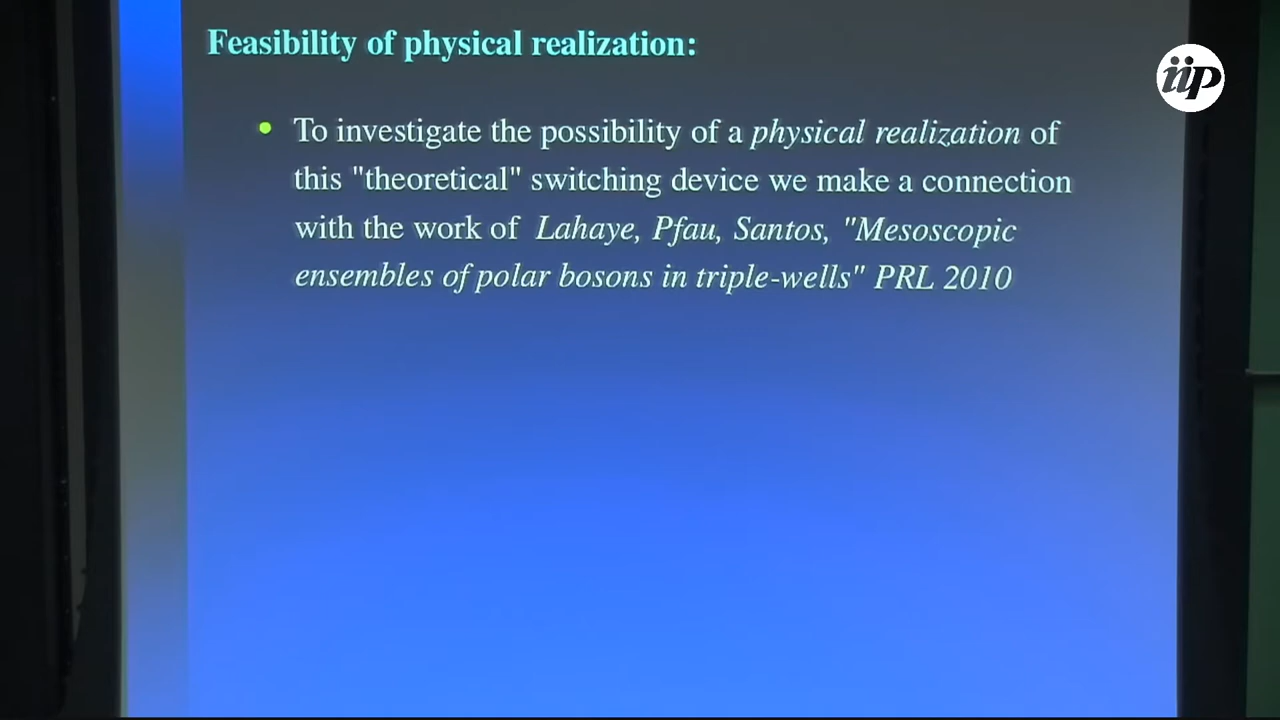 Feasibility of physical realization:
iip
• To investigate the possibility of a physical realization of
this "theoretical" switching device we make a connection
with the work of Lahaye, Pfau, Santos, "Mesoscopic
ensembles of polar bosons in triple-wells" PRL 2010